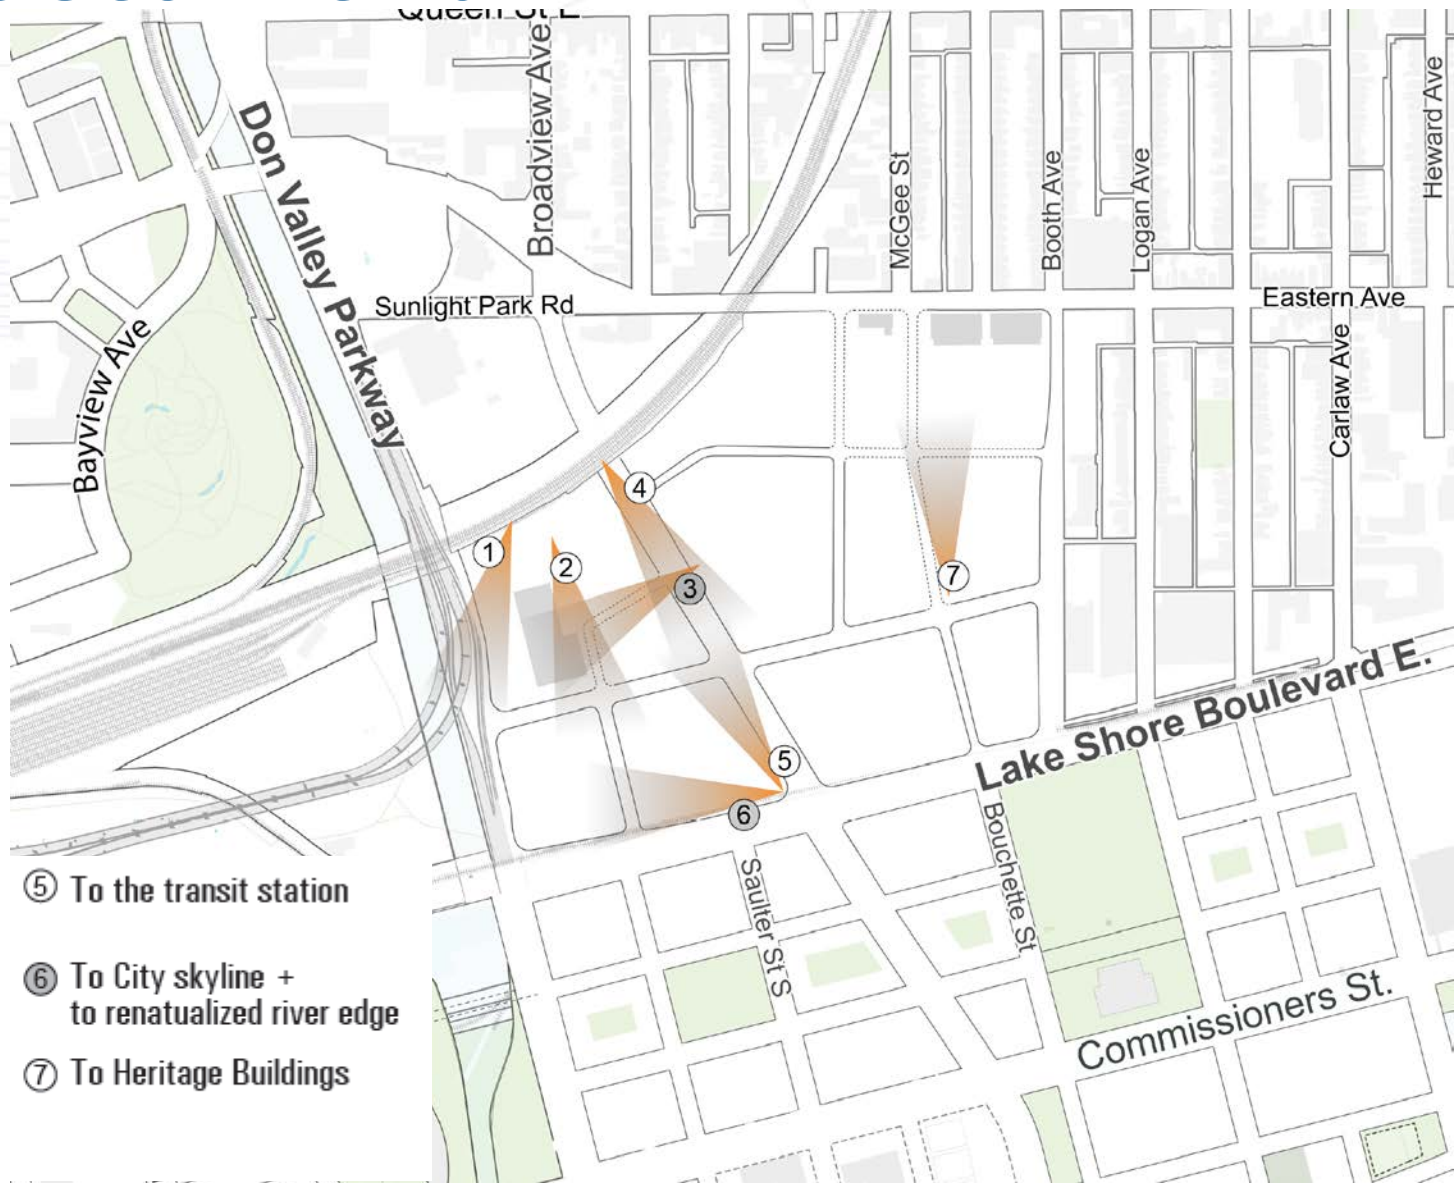 Queen St E
Broadview Ave
Don Valley Parkway
McGee St
Booth Ave
Logan Ave
Heward Ave
Sunlight Park Rd
Eastern Ave
Bayview Ave
Carlaw Ave
4
1
2
3
7
5
6
Lake Shore Boulevard E.
Bouchette St
Saulter St S
Commissioners St.
5 To the transit station
6 To City skyline +
to renatualized river edge
7 To Heritage Buildings